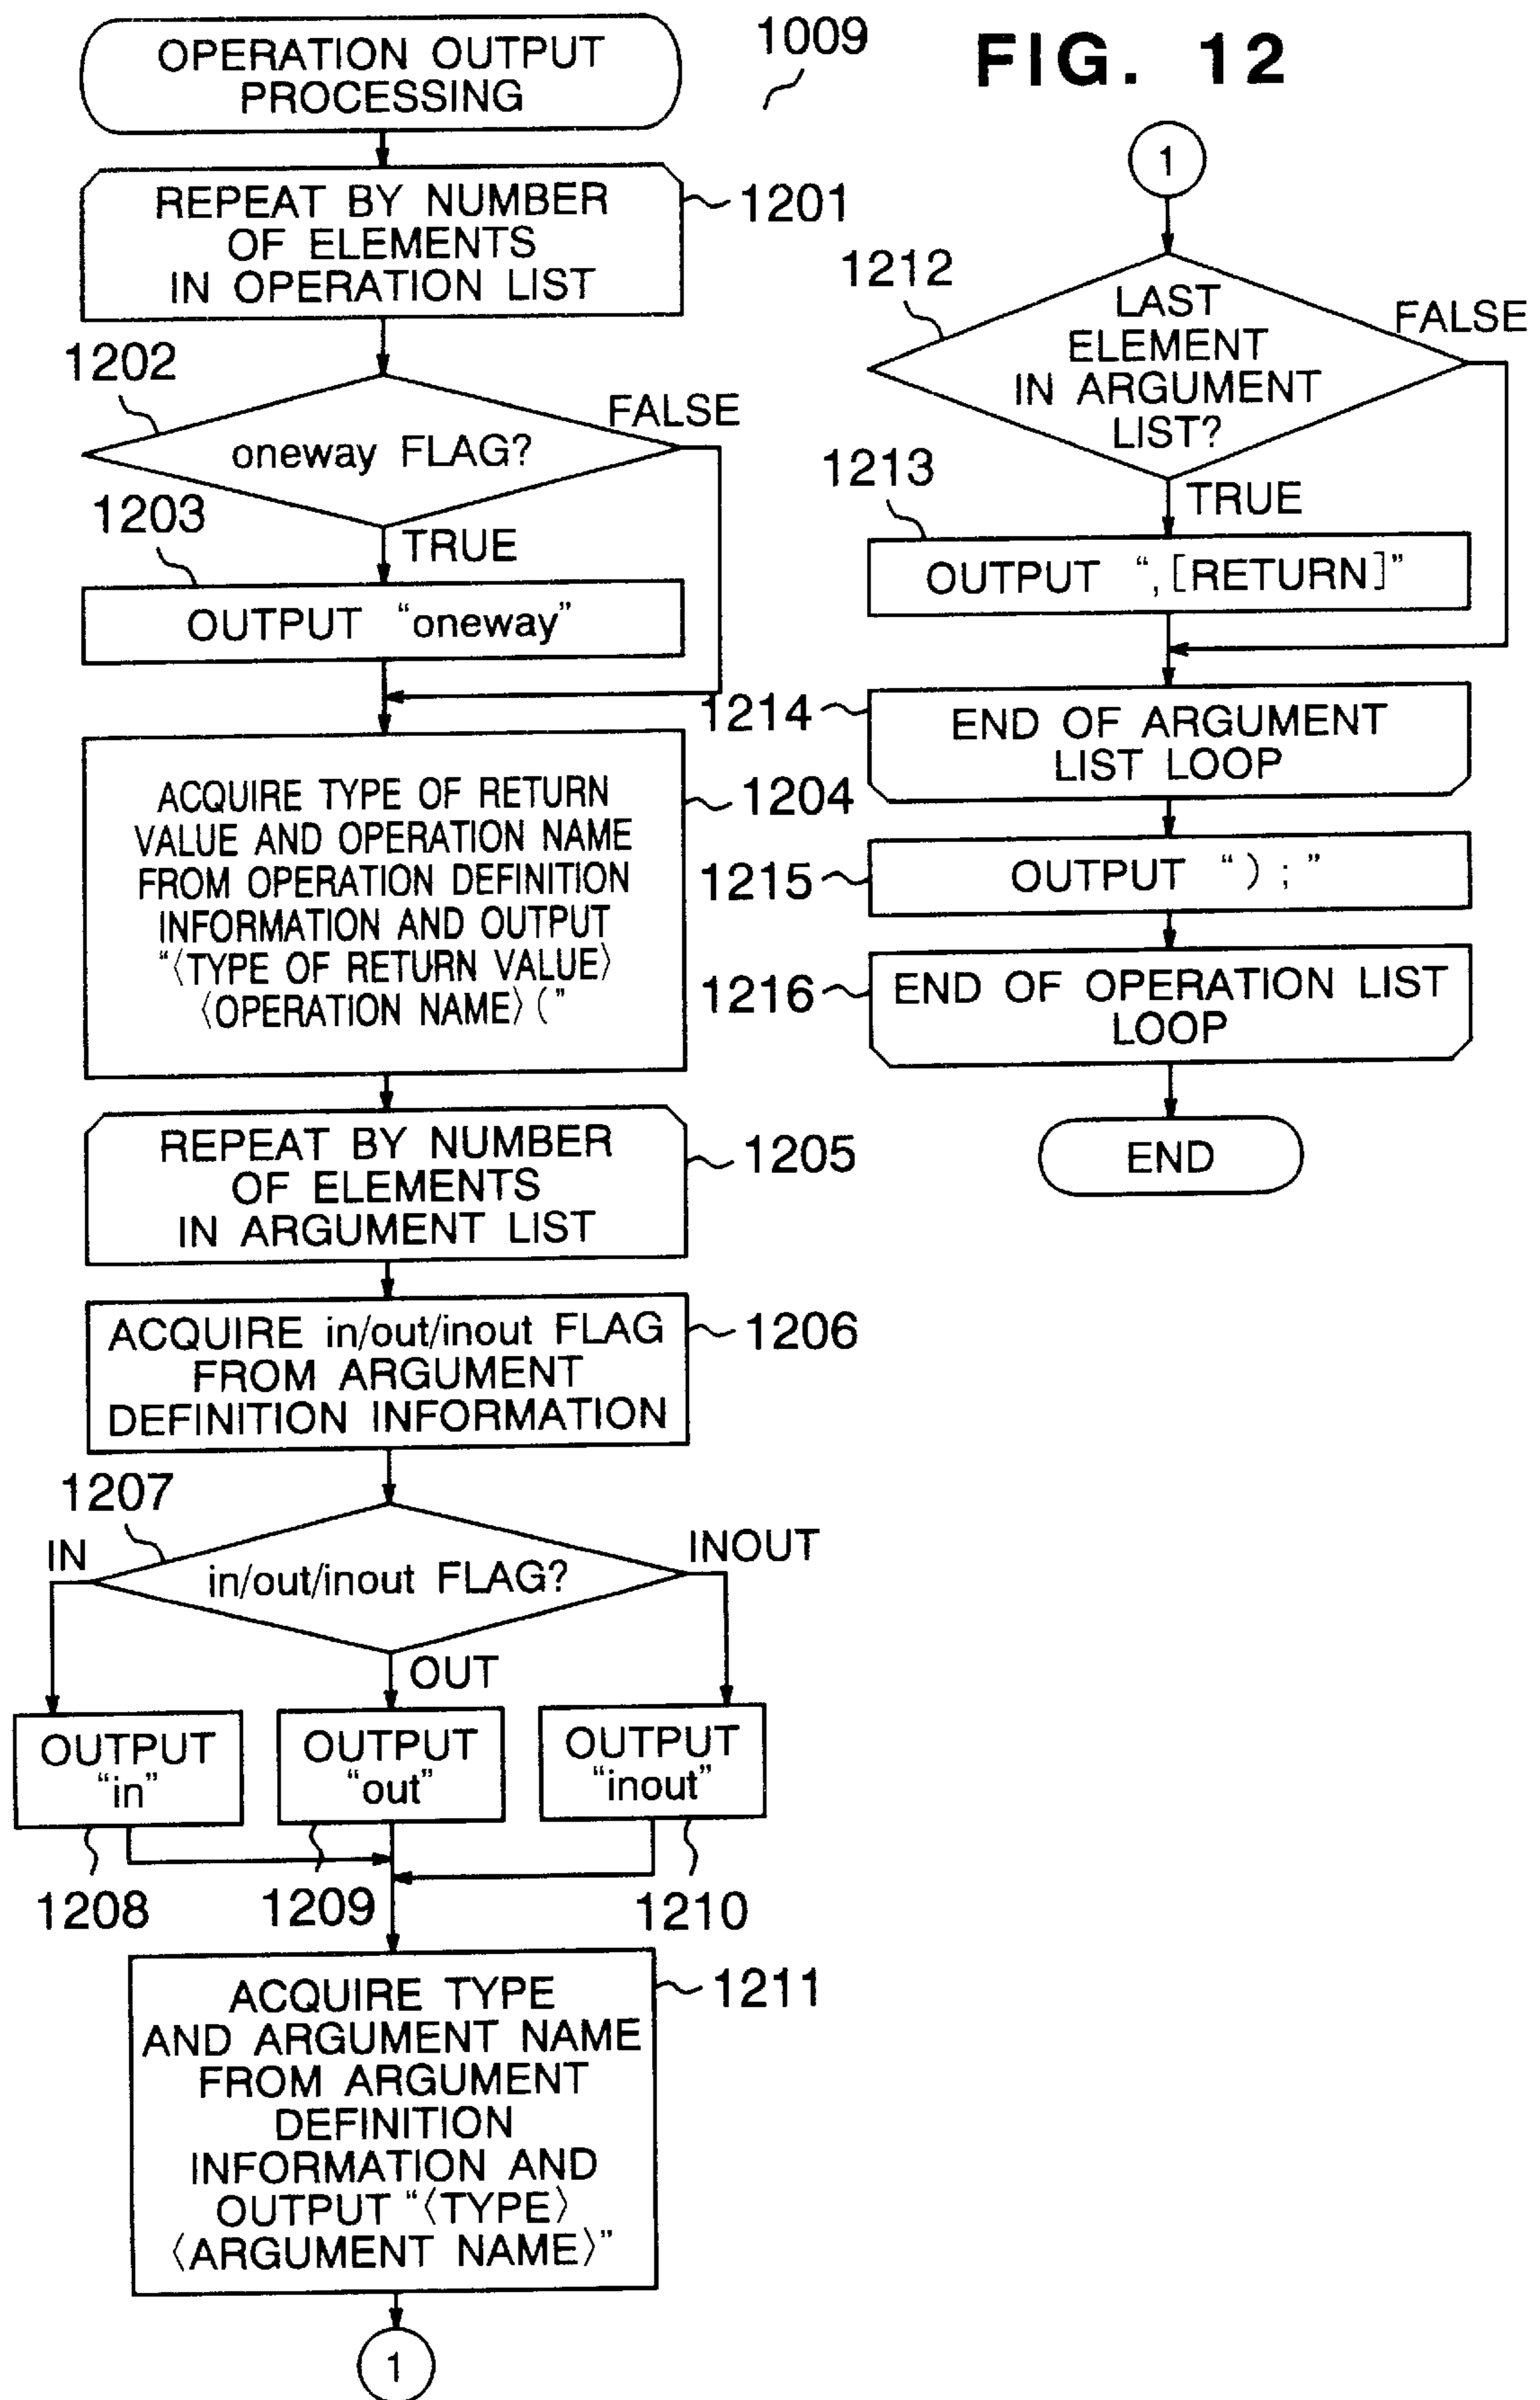 FIG. 12
1009
OPERATION OUTPUT
PROCESSING
REPEAT BY NUMBER
OF ELEMENTS
IN OPERATION LIST
1201
1202
oneway FLAG?
FALSE
TRUE
1203
OUTPUT “oneway”
ACQUIRE TYPE OF RETURN
VALUE AND OPERATION NAME
FROM OPERATION DEFINITION
INFORMATION AND OUTPUT
“〈TYPE OF RETURN VALUE〉
〈OPERATION NAME〉(”
1204
REPEAT BY NUMBER
OF ELEMENTS
IN ARGUMENT LIST
1205
ACQUIRE in/out/inout FLAG
FROM ARGUMENT
DEFINITION INFORMATION
1206
1207
in/out/inout FLAG?
IN
OUT
INOUT
OUTPUT
“in”
1208
OUTPUT
“out”
1209
OUTPUT
“inout”
1210
ACQUIRE TYPE
AND ARGUMENT NAME
FROM ARGUMENT
DEFINITION
INFORMATION AND
OUTPUT “〈TYPE〉
〈ARGUMENT NAME〉”
1211
1
1
1212
LAST
ELEMENT
IN ARGUMENT
LIST?
FALSE
TRUE
1213
OUTPUT “,[RETURN]”
1214
END OF ARGUMENT
LIST LOOP
1215
OUTPUT “);”
1216
END OF OPERATION LIST
LOOP
END